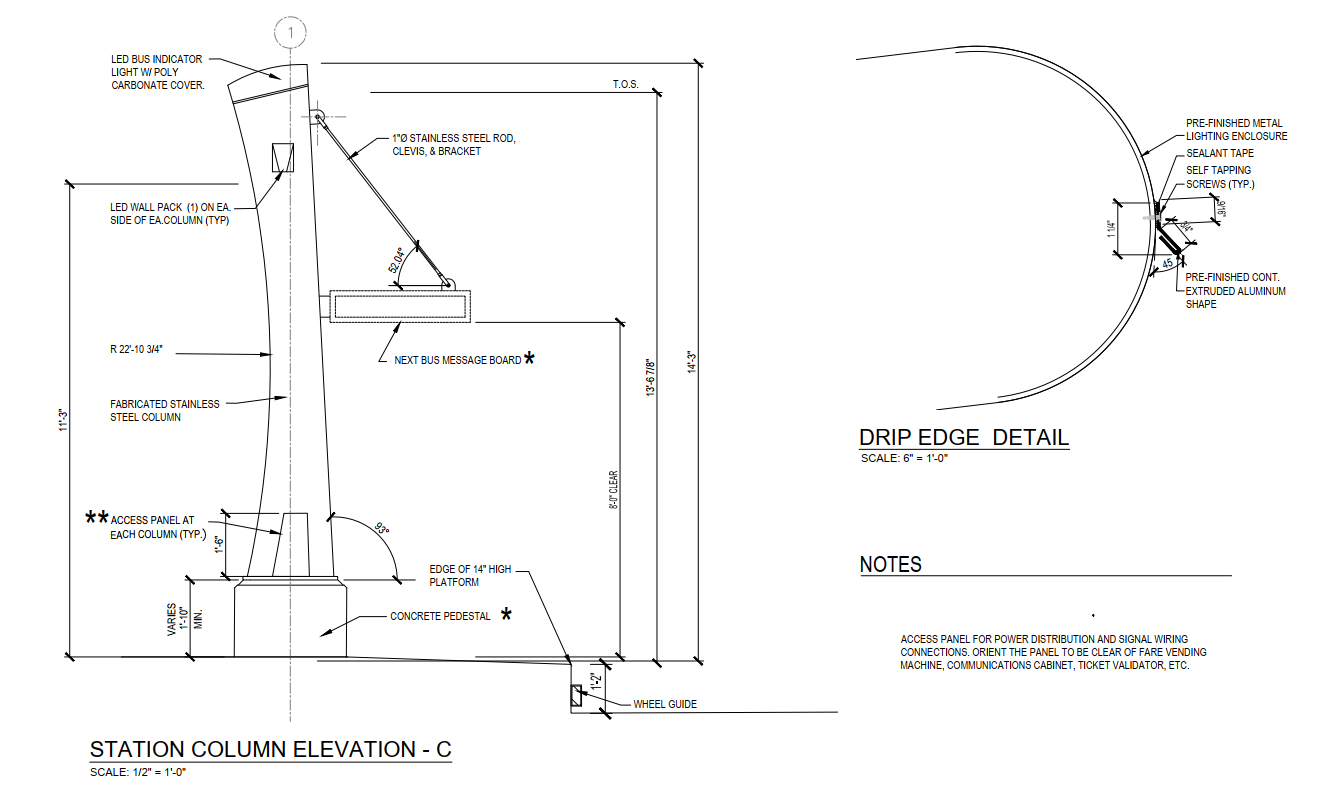 1
LED BUS INDICATOR
LIGHT W/ POLY
CARBONATE COVER.
T.O.S.
1"Ø STAINLESS STEEL ROD,
CLEVIS, & BRACKET
LED WALL PACK (1) ON EA.
SIDE OF EA.COLUMN (TYP)
52.04°
R 22'-10 3/4"
NEXT BUS MESSAGE BOARD *
13'-6 7/8"
14'-3"
FABRICATED STAINLESS
STEEL COLUMN
11'-3"
8'-0" CLEAR
** ACCESS PANEL AT
EACH COLUMN (TYP.)
1'-6"
93°
EDGE OF 14" HIGH
PLATFORM
VARIES
1'-10"
MIN.
CONCRETE PEDESTAL *
1'-2"
WHEEL GUIDE
STATION COLUMN ELEVATION - C
SCALE: 1/2" = 1'-0"
PRE-FINISHED METAL
LIGHTING ENCLOSURE
SEALANT TAPE
SELF TAPPING
SCREWS (TYP.)
9/16"
1 1/4"
3/4"
45
PRE-FINISHED CONT.
EXTRUDED ALUMINUM
SHAPE
DRIP EDGE DETAIL
SCALE: 6" = 1'-0"
NOTES
ACCESS PANEL FOR POWER DISTRIBUTION AND SIGNAL WIRING
CONNECTIONS. ORIENT THE PANEL TO BE CLEAR OF FARE VENDING
MACHINE, COMMUNICATIONS CABINET, TICKET VALIDATOR, ETC.